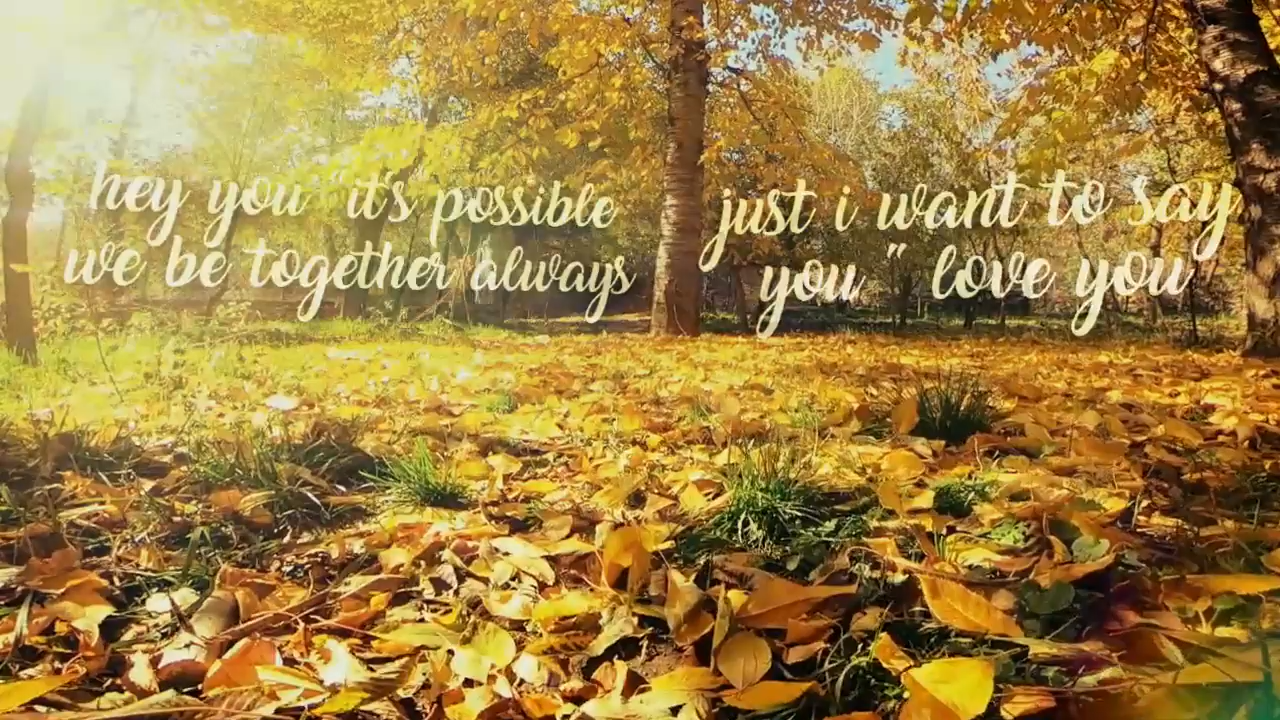 hey you "it's possible
we be together always
just i want to say
you " love you